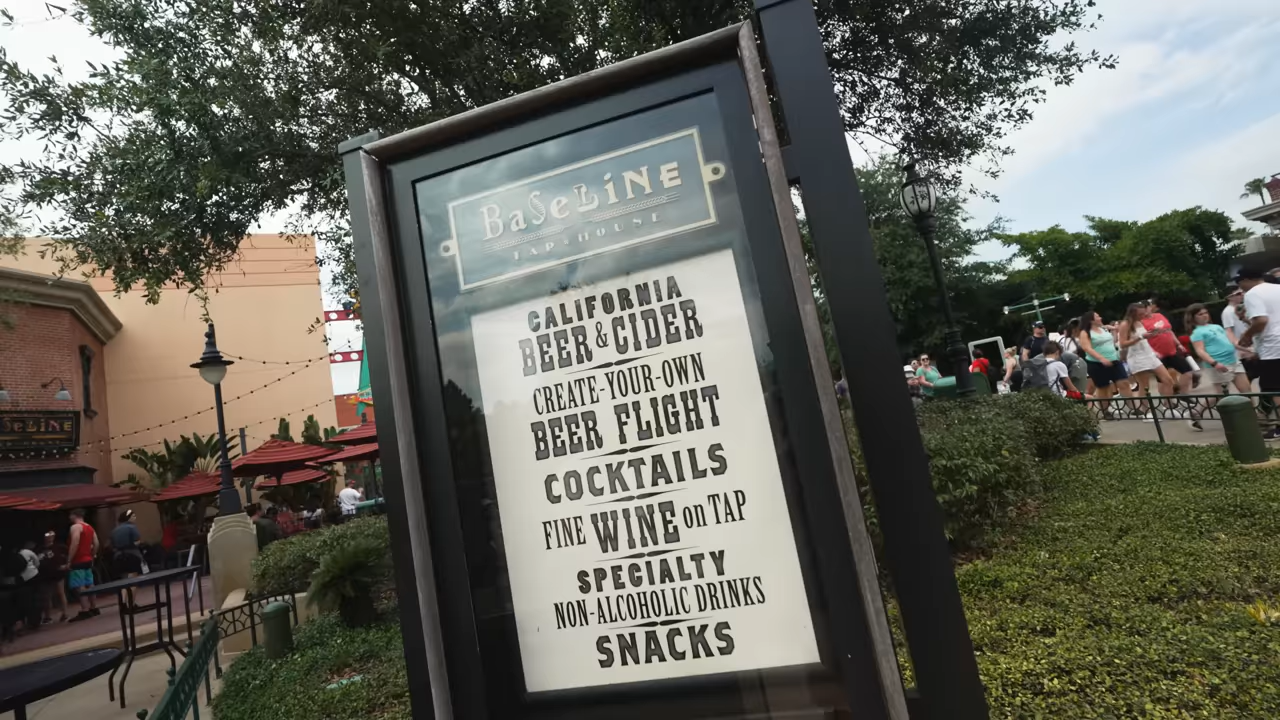 BaSeLiNE
TAP HOUSE
CALIFORNIA
BEER & CIDER
CREATE-YOUR-OWN
BEER FLIGHT
COCKTAILS
FINE WINE on TAP
SPECIALTY
NON-ALCOHOLIC DRINKS
SNACKS
BaSeLiNE